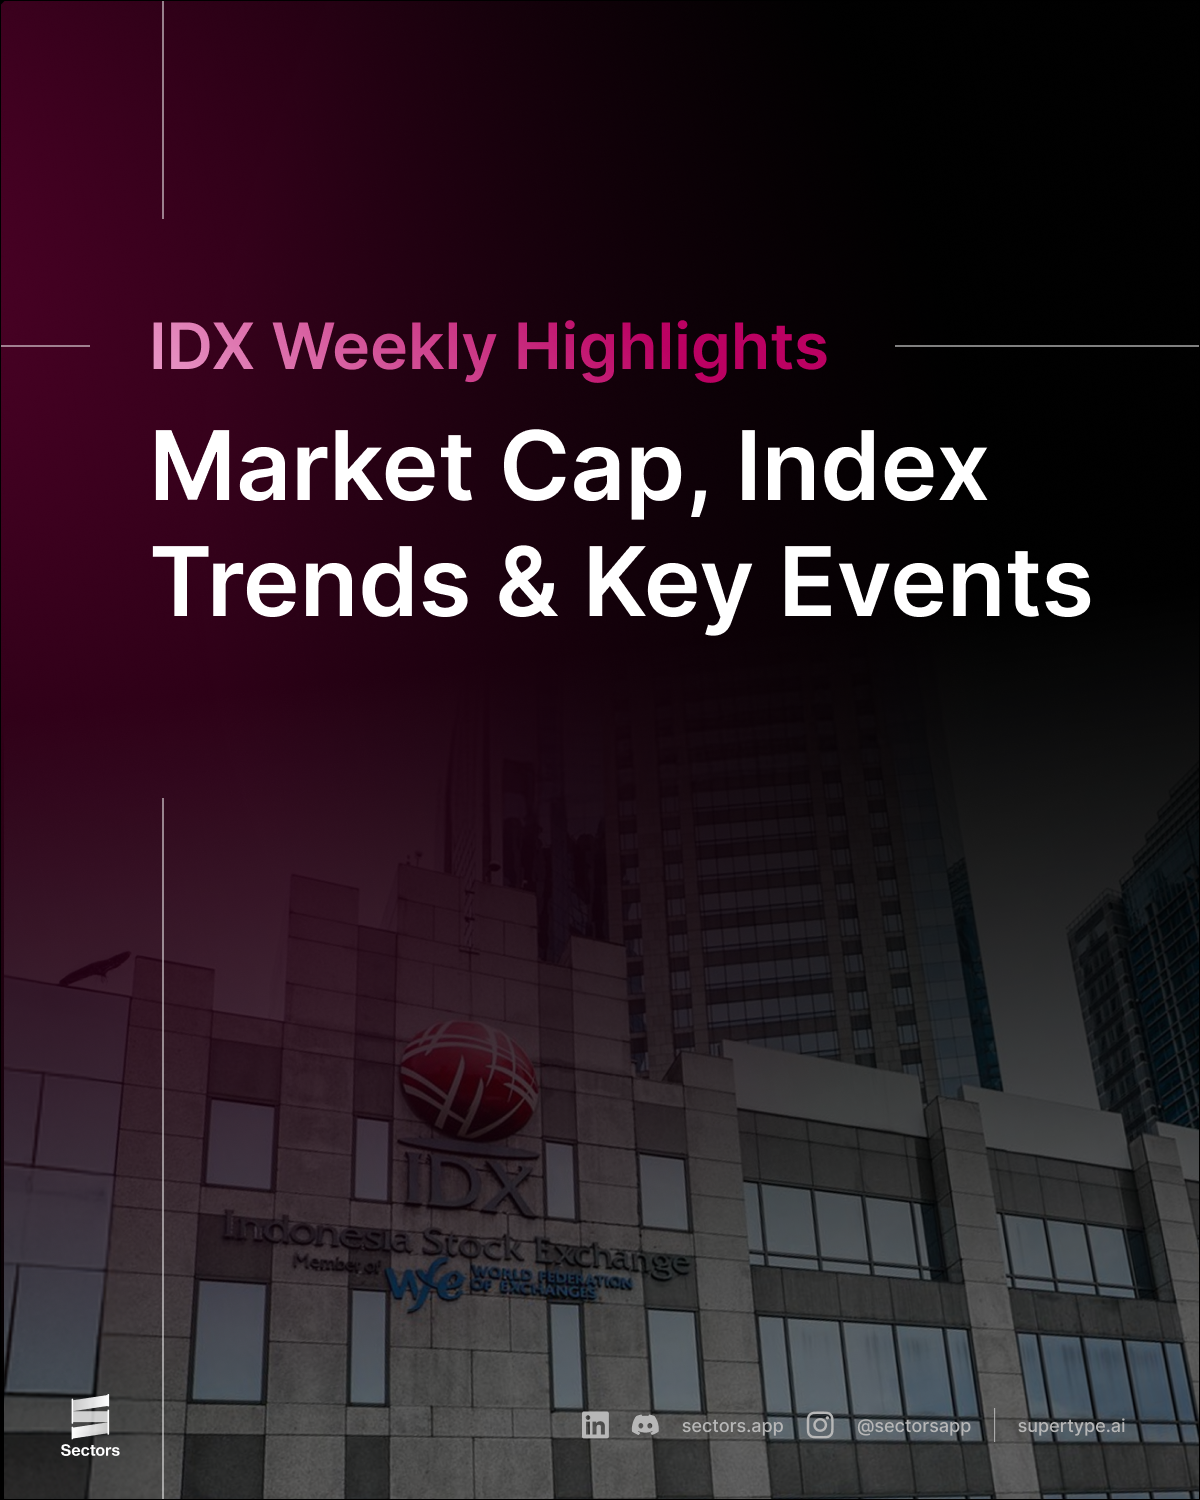 IDX Weekly Highlights
Market Cap, Index
Trends & Key Events
IDX
Indonesia Stock Exchange
Member of wfe WORLD FEDERATION
OF EXCHANGES
Sectors
sectors.app @sectorsapp supertype.ai